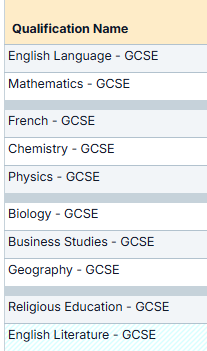 Qualification Name
English Language - GCSE
Mathematics - GCSE
French - GCSE
Chemistry - GCSE
Physics - GCSE
Biology - GCSE
Business Studies - GCSE
Geography - GCSE
Religious Education - GCSE
English Literature - GCSE